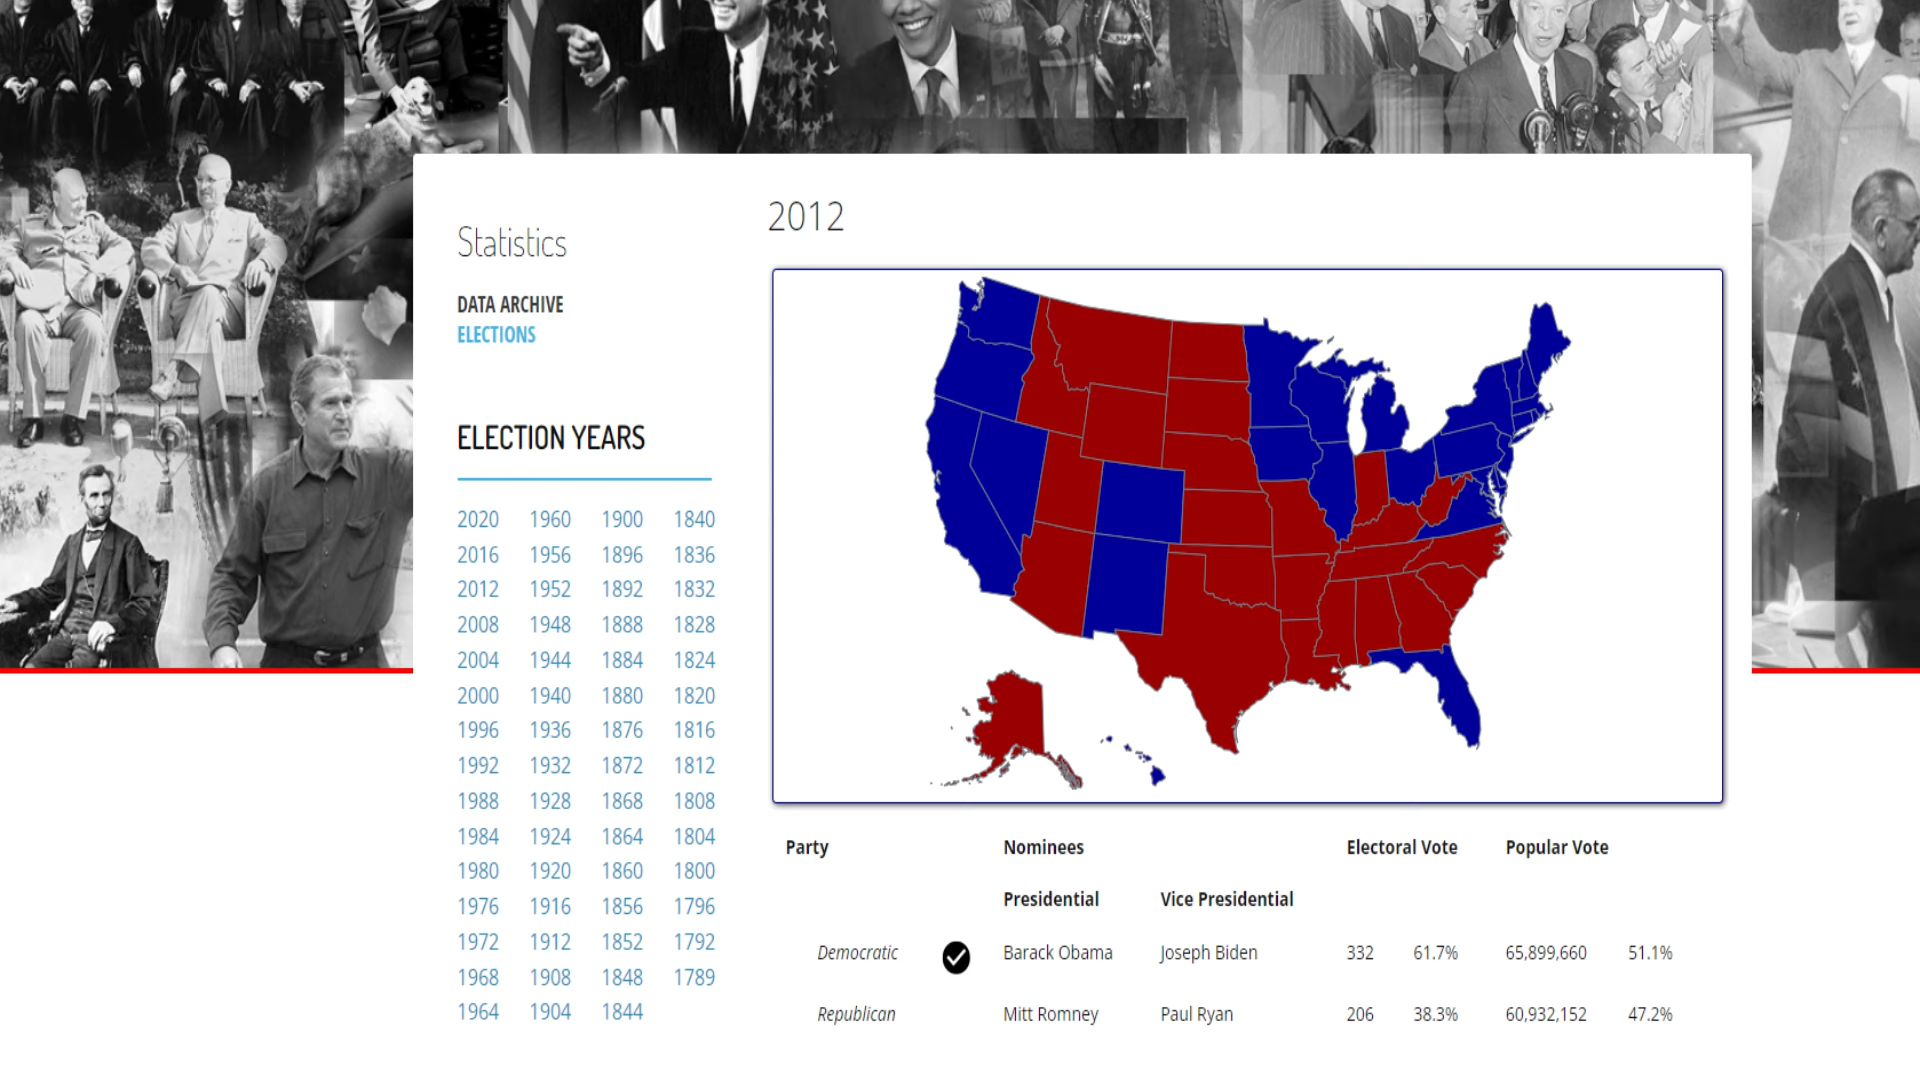 Statistics
DATA ARCHIVE
ELECTIONS
ELECTION YEARS
2020 1960 1900 1840
2016 1956 1896 1836
2012 1952 1892 1832
2008 1948 1888 1828
2004 1944 1884 1824
2000 1940 1880 1820
1996 1936 1876 1816
1992 1932 1872 1812
1988 1928 1868 1808
1984 1924 1864 1804
1980 1920 1860 1800
1976 1916 1856 1796
1972 1912 1852 1792
1968 1908 1848 1789
1964 1904 1844
2012
Party Nominees Electoral Vote Popular Vote
Presidential Vice Presidential
Democratic Barack Obama Joseph Biden 332 61.7% 65,899,660 51.1%
Republican Mitt Romney Paul Ryan 206 38.3% 60,932,152 47.2%